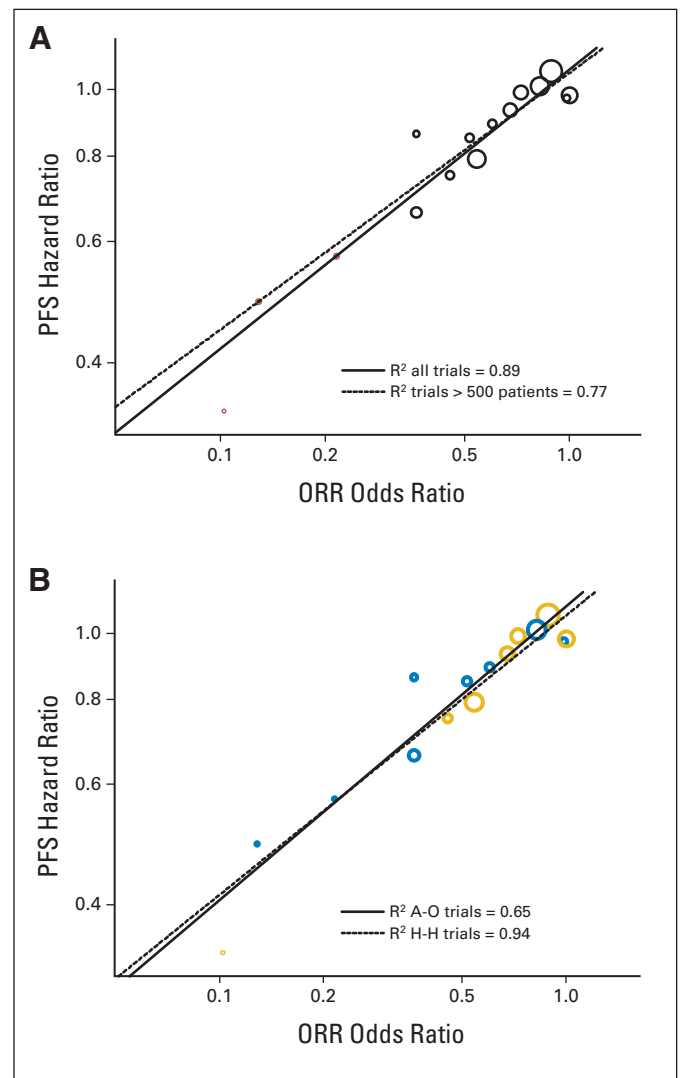 A
PFS Hazard Ratio
1.0
0.8
0.6
0.4
R² all trials = 0.89
R² trials > 500 patients = 0.77
0.1 0.2 0.5 1.0
ORR Odds Ratio
B
PFS Hazard Ratio
1.0
0.8
0.6
0.4
R² A-O trials = 0.65
R² H-H trials = 0.94
0.1 0.2 0.5 1.0
ORR Odds Ratio